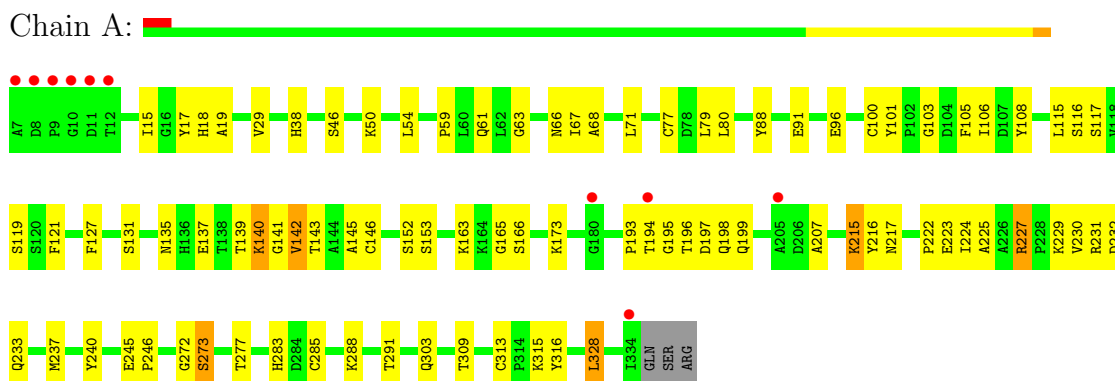 Chain A:
A7 D8 P9 G10 D11 T12 I15 G16 Y17 H18 A19 V29 H38 S46 K50 L54 P59 L60 Q61 L62 G63 N66 I67 A68 L71 C77 D78 L79 L80 Y88 E91 E96 C100 Y101 P102 G103 D104 F105 I106 D107 Y108 L115 S116 S117 V118
S119 S120 F121 F127 S131 N135 H136 E137 T138 T139 K140 G141 V142 T143 A144 A145 C146 S152 S153 K163 K164 G165 S166 K173 G180 P193 T194 G195 T196 D197 Q198 Q199 A205 D206 A207 K215 Y216 N217 P222 E223 I224 A225 A226 R227 P228 K229 V230 R231
Q233 M237 Y240 E245 P246 G272 S273 T277 H283 D284 C285 K288 T291 Q303 T309 C313 P314 K315 Y316 L328 I334 GLN SER ARG